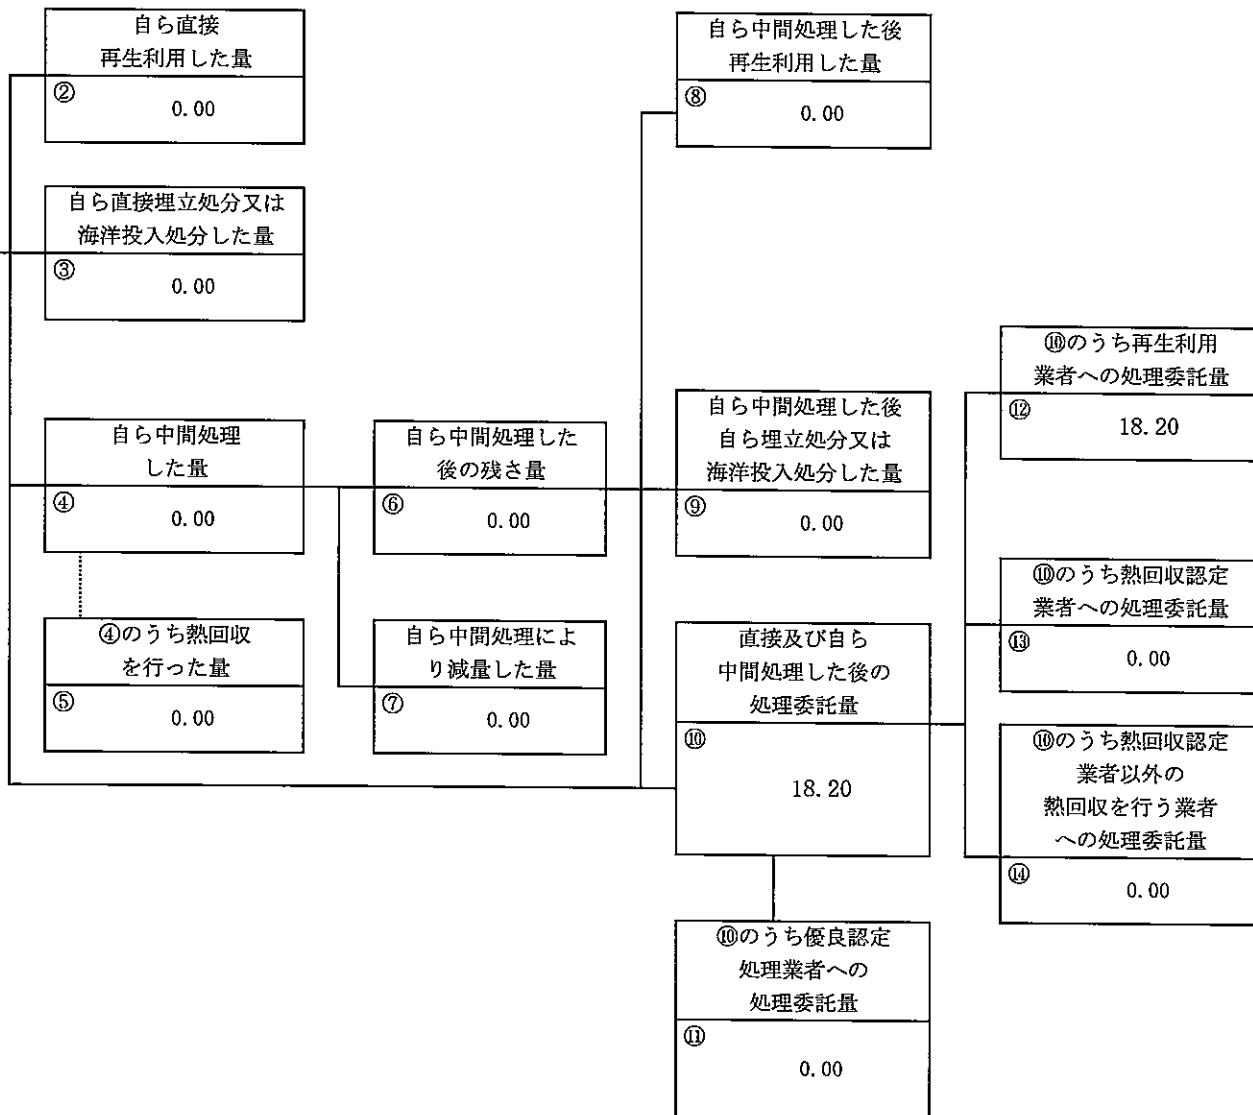 自ら直接
再生利用した量
②
0.00
自ら中間処理した後
再生利用した量
⑧
0.00
自ら直接埋立処分又は
海洋投入処分した量
③
0.00
⑩のうち再生利用
業者への処理委託量
⑫
18.20
自ら中間処理
した量
④
0.00
自ら中間処理した
後の残さ量
⑥
0.00
自ら中間処理した後
自ら埋立処分又は
海洋投入処分した量
⑨
0.00
⑩のうち熱回収認定
業者への処理委託量
⑬
0.00
④のうち熱回収
を行った量
⑤
0.00
自ら中間処理によ
り減量した量
⑦
0.00
直接及び自ら
中間処理した後の
処理委託量
⑩
18.20
⑩のうち熱回収認定
業者以外の
熱回収を行う業者
への処理委託量
⑭
0.00
⑩のうち優良認定
処理業者への
処理委託量
⑪
0.00